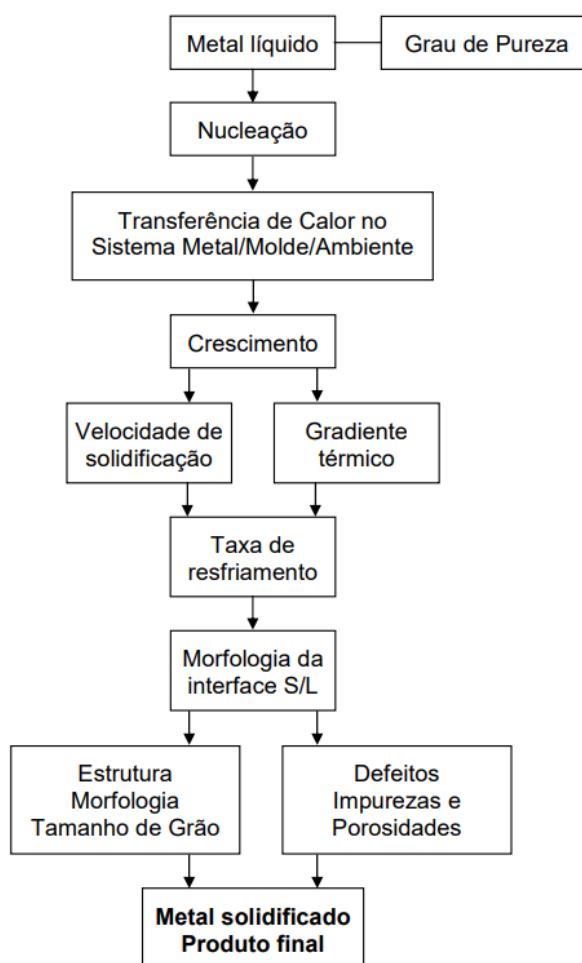 Metal líquido
Grau de Pureza
Nucleação
Transferência de Calor no
Sistema Metal/Molde/Ambiente
Crescimento
Velocidade de
solidificação
Gradiente
térmico
Taxa de
resfriamento
Morfologia da
interface S/L
Estrutura
Morfologia
Tamanho de Grão
Defeitos
Impurezas e
Porosidades
Metal solidificado
Produto final